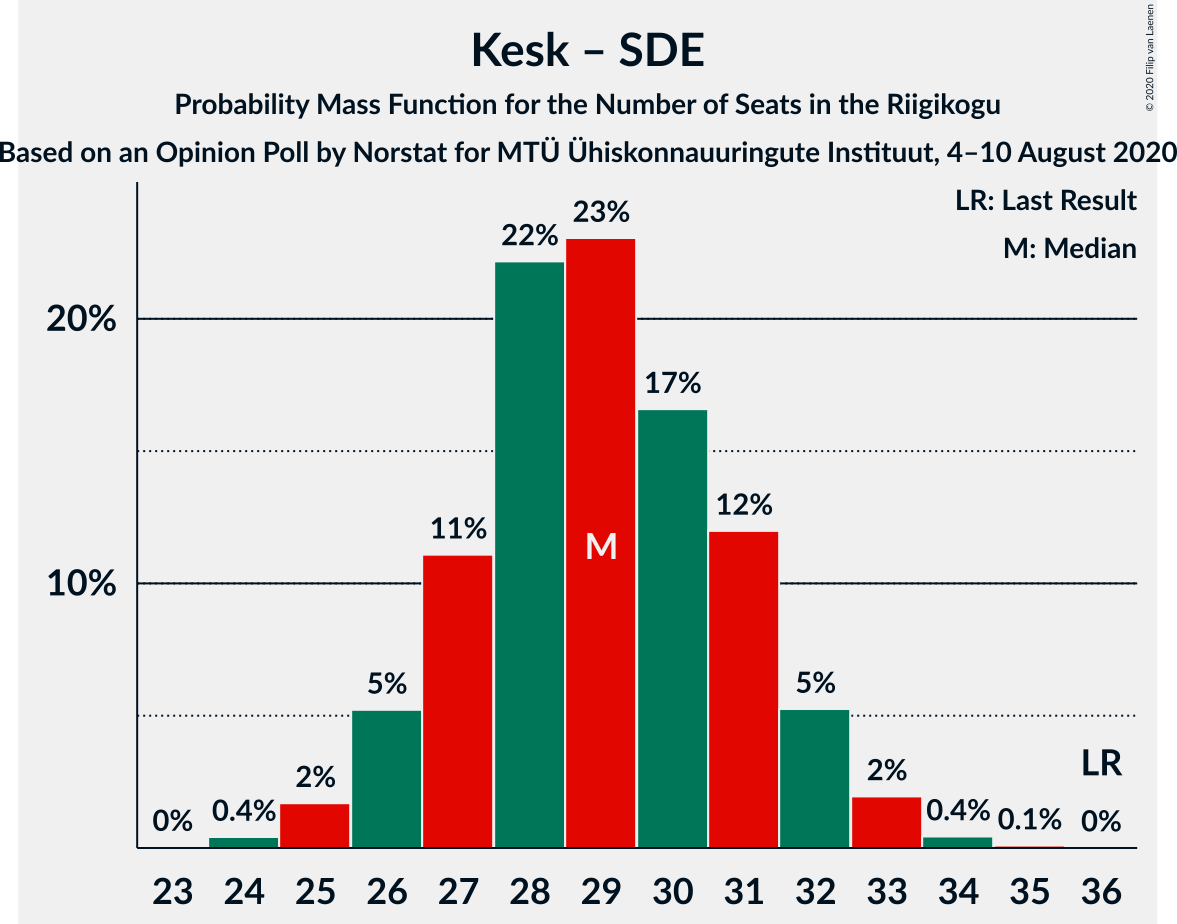 Kesk – SDE
Probability Mass Function for the Number of Seats in the Riigikogu
Based on an Opinion Poll by Norstat for MTÜ Ühiskonnauuringute Instituut, 4–10 August 2020
© 2020 Filip van Laenen
LR: Last Result
M: Median
20%
10%
0%
0.4%
2%
5%
11%
22%
23%
17%
12%
5%
2%
0.4%
0.1%
0%
M
LR
23 24 25 26 27 28 29 30 31 32 33 34 35 36